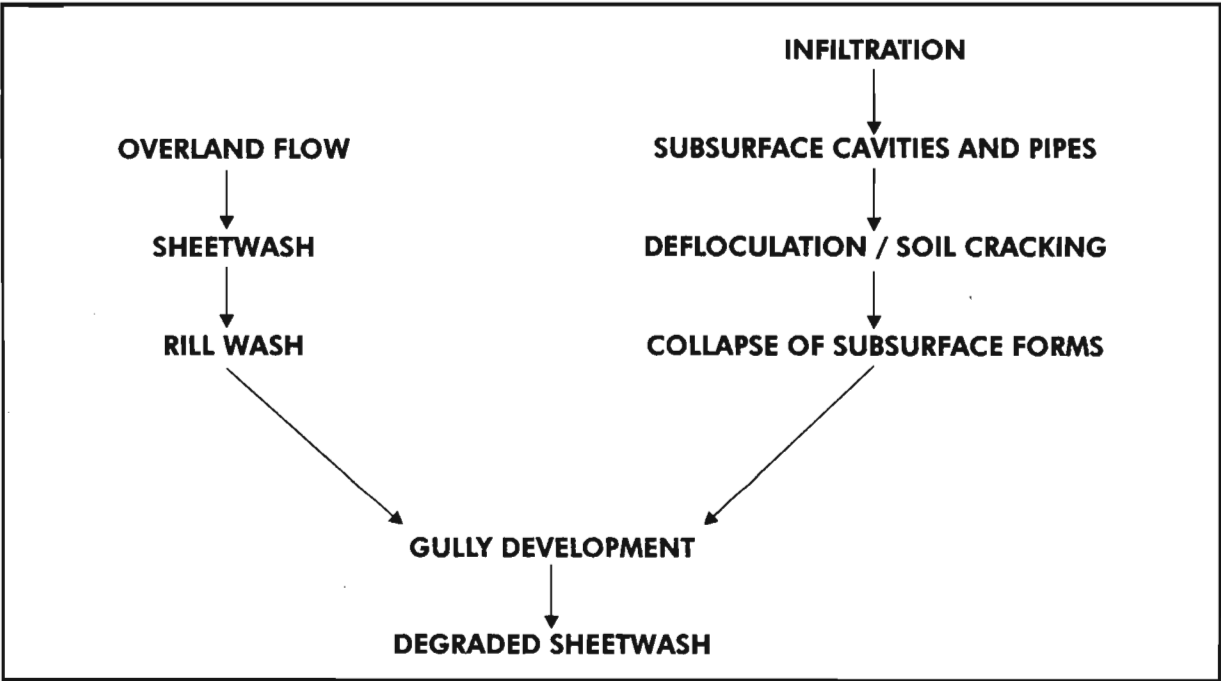 INFILTRATION
OVERLAND FLOW
SUBSURFACE CAVITIES AND PIPES
SHEETWASH
DEFLOCULATION / SOIL CRACKING
RILL WASH
COLLAPSE OF SUBSURFACE FORMS
GULLY DEVELOPMENT
DEGRADED SHEETWASH